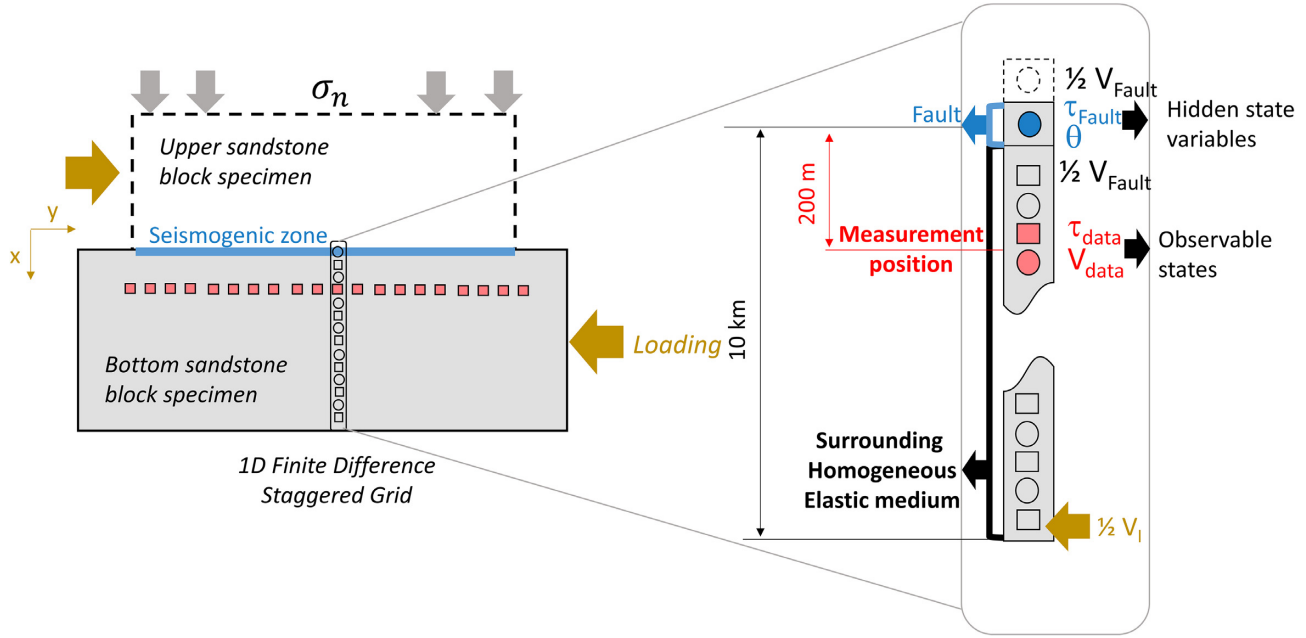 σn
Upper sandstone
block specimen
y
x
Seismogenic zone
Bottom sandstone
block specimen
Loading
1D Finite Difference
Staggered Grid
½ VFault
Fault
τFault
θ
Hidden state
variables
½ VFault
200 m
Measurement
position
τdata
Vdata
Observable
states
10 km
Surrounding
Homogeneous
Elastic medium
½ Vl